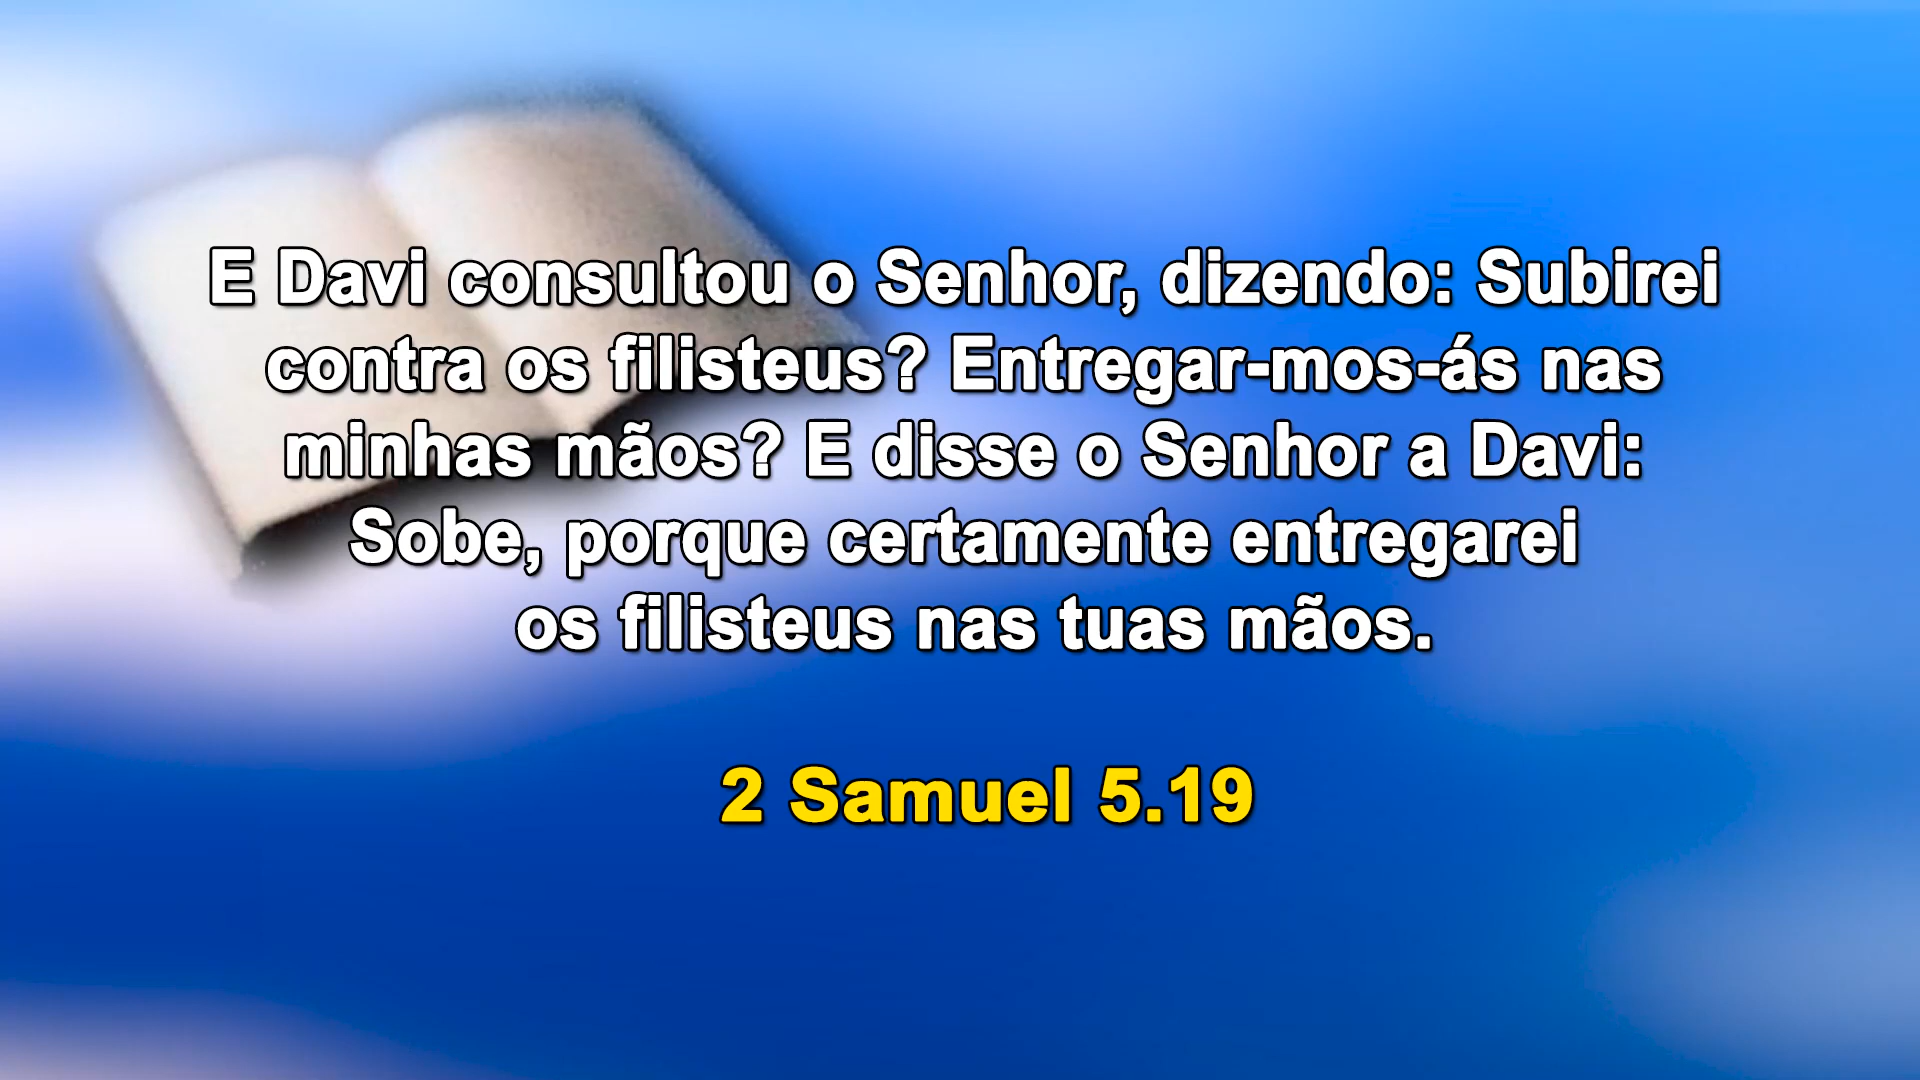 E Davi consultou o Senhor, dizendo: Subirei
contra os filisteus? Entregar-mos-ás nas
minhas mãos? E disse o Senhor a Davi:
Sobe, porque certamente entregarei
os filisteus nas tuas mãos.
2 Samuel 5.19